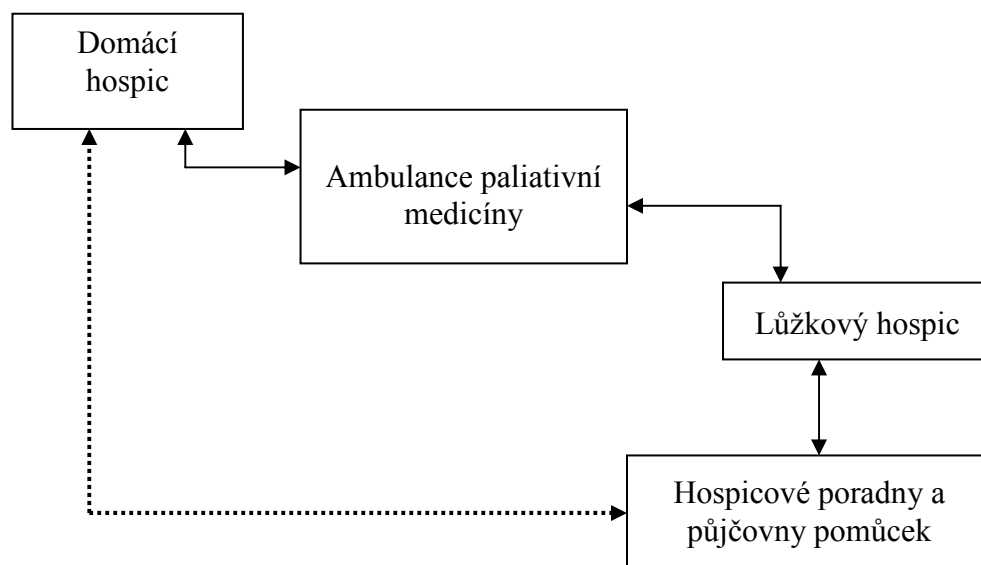 Domácí
hospic
Ambulance paliativní
medicíny
Lůžkový hospic
Hospicové poradny a
půjčovny pomůcek